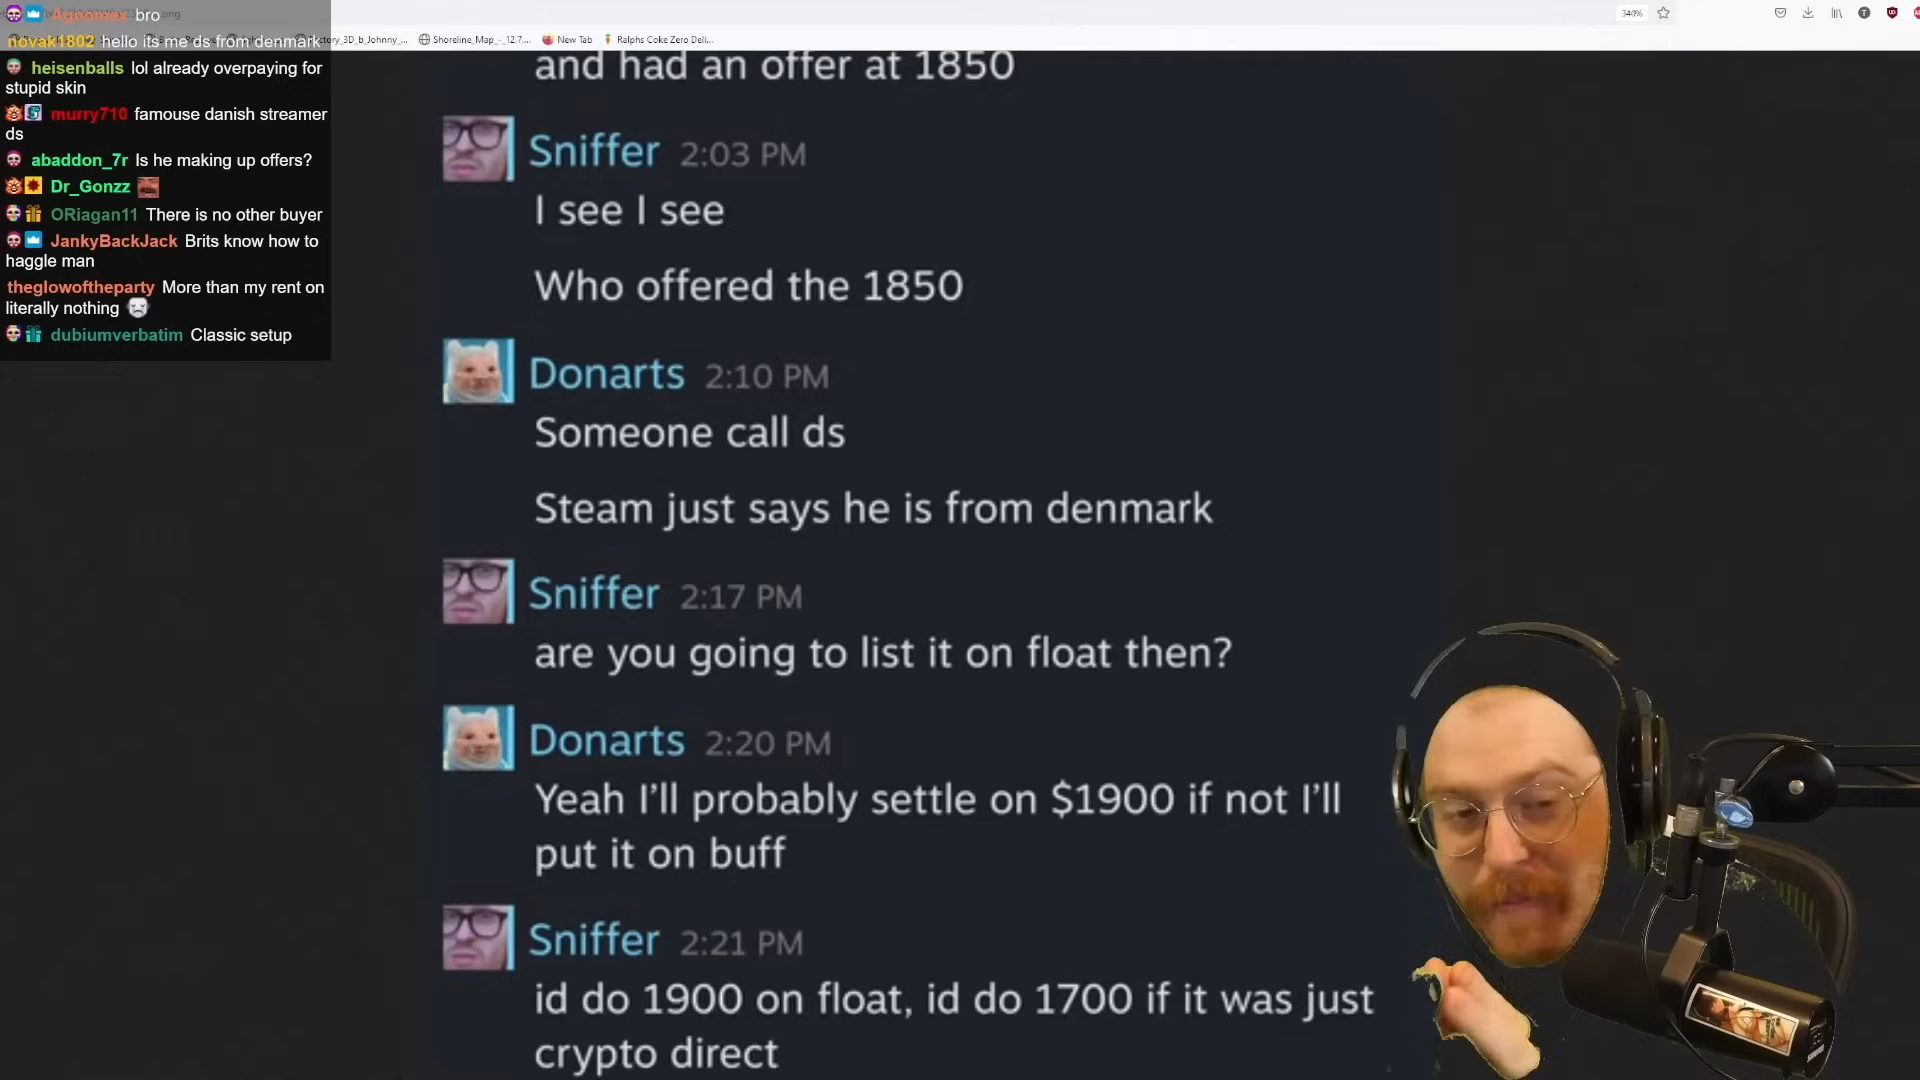 bro
.png
340%
novak1802 hello its me ds from denmark
ctory_3D_b_Johnny_...
Shoreline_Map_-_12.7....
New Tab
Ralphs Coke Zero Deli...
heisenballs lol already overpaying for
stupid skin
murry710 famouse danish streamer
ds
abaddon_7r Is he making up offers?
Dr_Gonzz
ORiagan11 There is no other buyer
JankyBackJack Brits know how to
haggle man
theglowoftheparty More than my rent on
literally nothing
dubiumverbatim Classic setup
and had an offer at 1850
Sniffer 2:03 PM
I see I see
Who offered the 1850
Donarts 2:10 PM
Someone call ds
Steam just says he is from denmark
Sniffer 2:17 PM
are you going to list it on float then?
Donarts 2:20 PM
Yeah I'll probably settle on $1900 if not I'll
put it on buff
Sniffer 2:21 PM
id do 1900 on float, id do 1700 if it was just
crypto direct